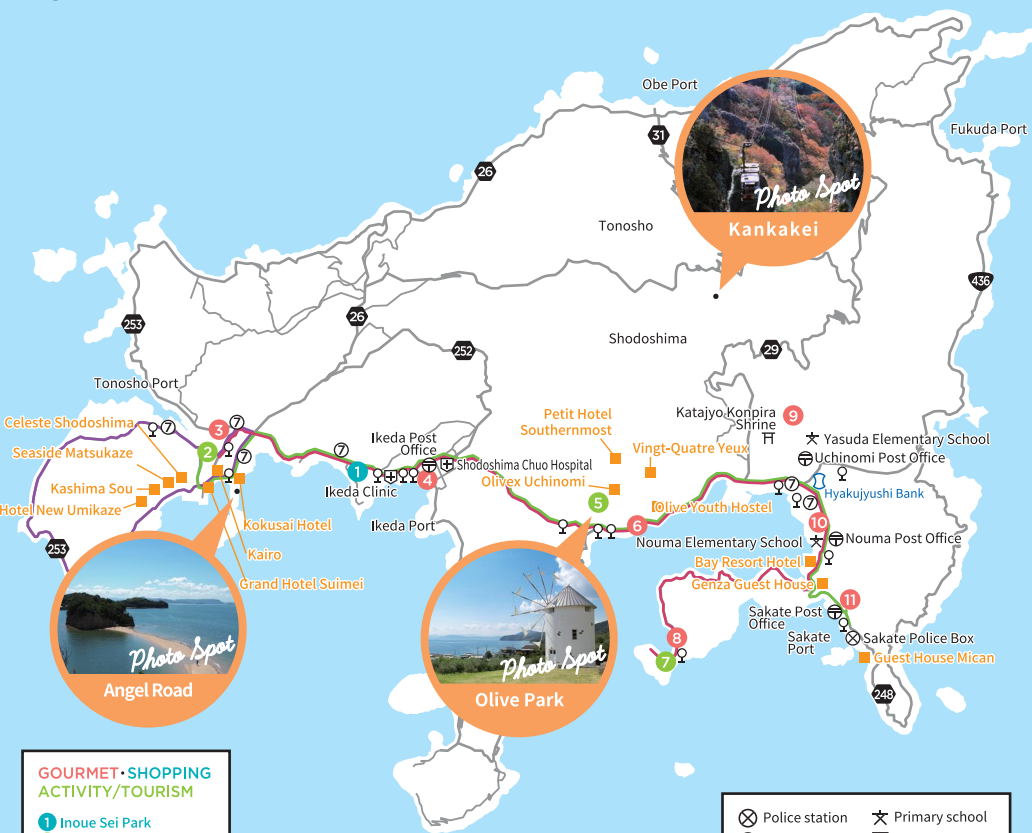 Obe Port
Fukuda Port
31
26
Photo Spot
Kankakei
Tonosho
436
253
26
252
Shodoshima
29
Tonosho Port
Celeste Shodoshima
7
3
7
Seaside Matsukaze
2
7
7
Kashima Sou
Hotel New Umikaze
Kokusai Hotel
Kairo
Grand Hotel Suimei
253
Photo Spot
Angel Road
1
Ikeda Clinic
Ikeda Post
Office
Shodoshima Chuo Hospital
4
Ikeda Port
Petit Hotel
Southernmost
Olivex Uchinomi
Vingt-Quatre Yeux
5
6
Olive Youth Hostel
Photo Spot
Olive Park
Katajyo Konpira
Shrine
9
Yasuda Elementary School
Uchinomi Post Office
Hyakujyushi Bank
7
7
10
Nouma Elementary School
Nouma Post Office
Bay Resort Hotel
Genza Guest House
11
Sakate Post
Office
Sakate
Port
Sakate Police Box
Guest House Mican
8
7
248
GOURMET・SHOPPING
ACTIVITY/TOURISM
1 Inoue Sei Park
Police station
Primary school